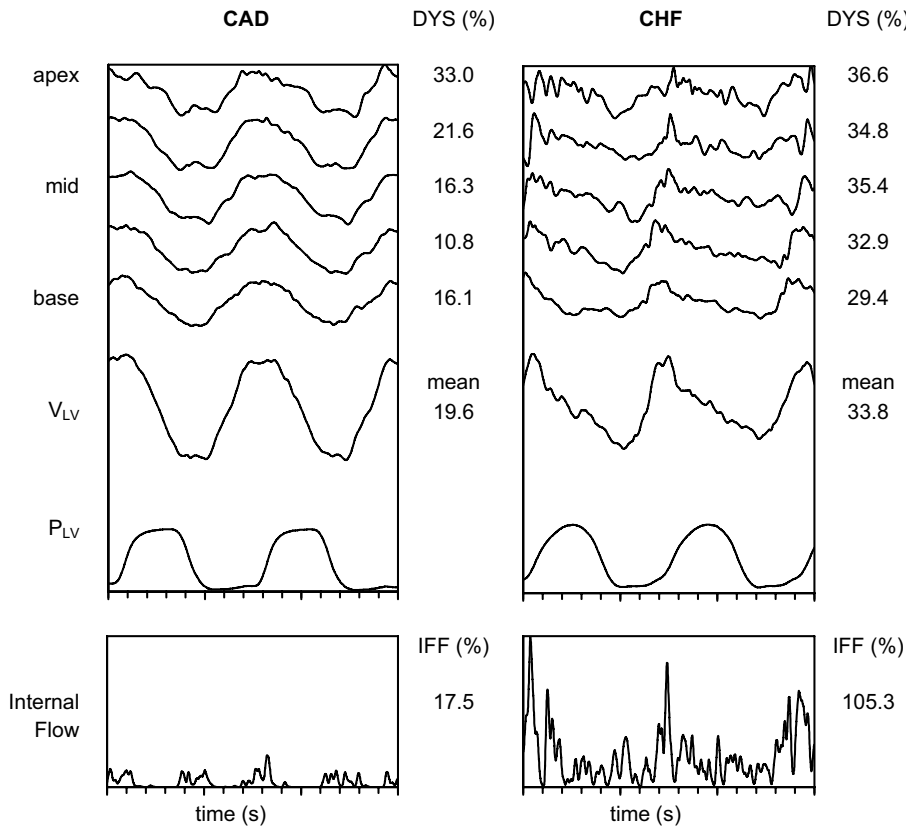 CAD DYS (%) CHF DYS (%)
apex 33.0 36.6
21.6 34.8
mid 16.3 35.4
10.8 32.9
base 16.1 29.4
mean mean
VLV 19.6 33.8
PLV
IFF (%) IFF (%)
Internal 17.5 105.3
Flow
time (s) time (s)